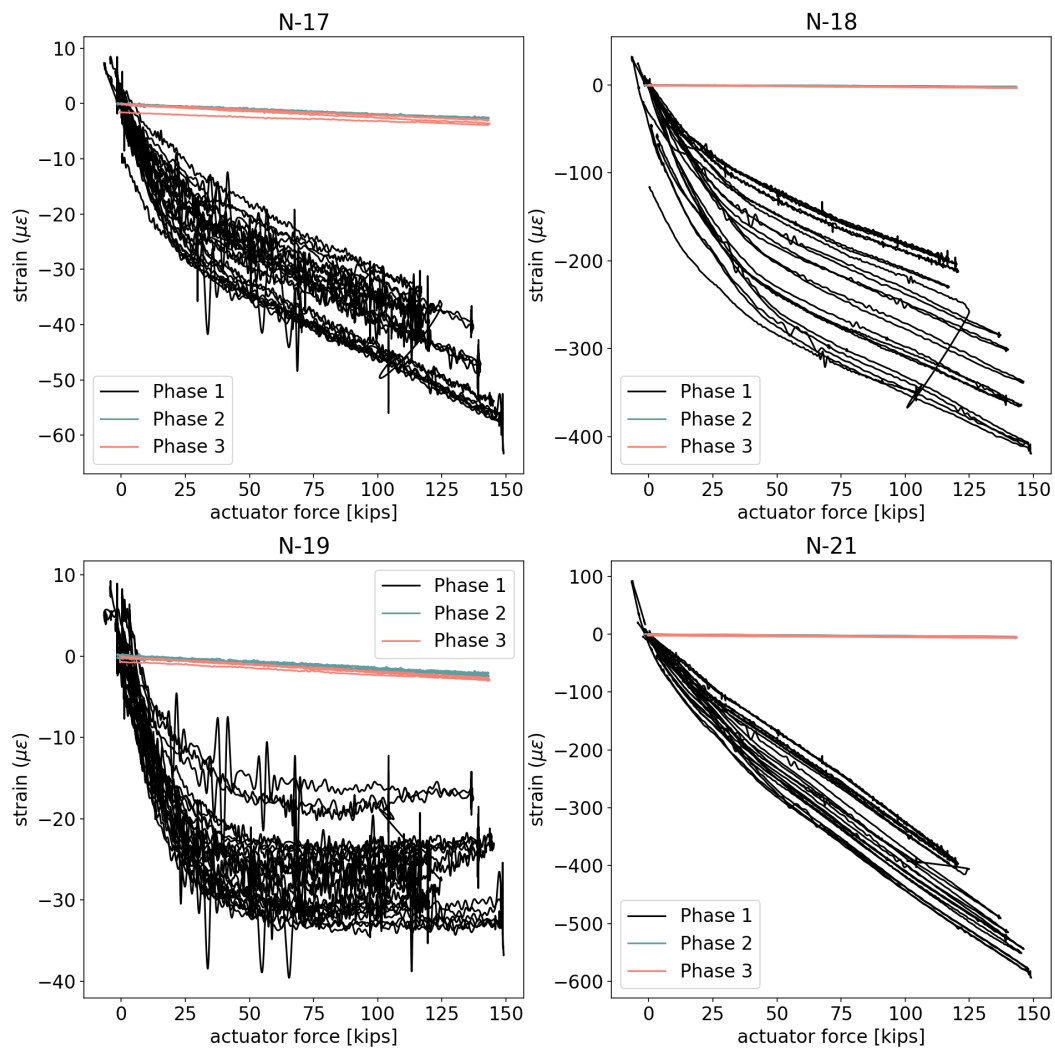 N-17
10
0
−10
−20
−30
−40
−50
−60
strain (με)
Phase 1
Phase 2
Phase 3
0 25 50 75 100 125 150
actuator force [kips]
N-18
0
−100
−200
−300
−400
strain (με)
Phase 1
Phase 2
Phase 3
0 25 50 75 100 125 150
actuator force [kips]
N-19
10
0
−10
−20
−30
−40
strain (με)
Phase 1
Phase 2
Phase 3
0 25 50 75 100 125 150
actuator force [kips]
N-21
100
0
−100
−200
−300
−400
−500
−600
strain (με)
Phase 1
Phase 2
Phase 3
0 25 50 75 100 125 150
actuator force [kips]